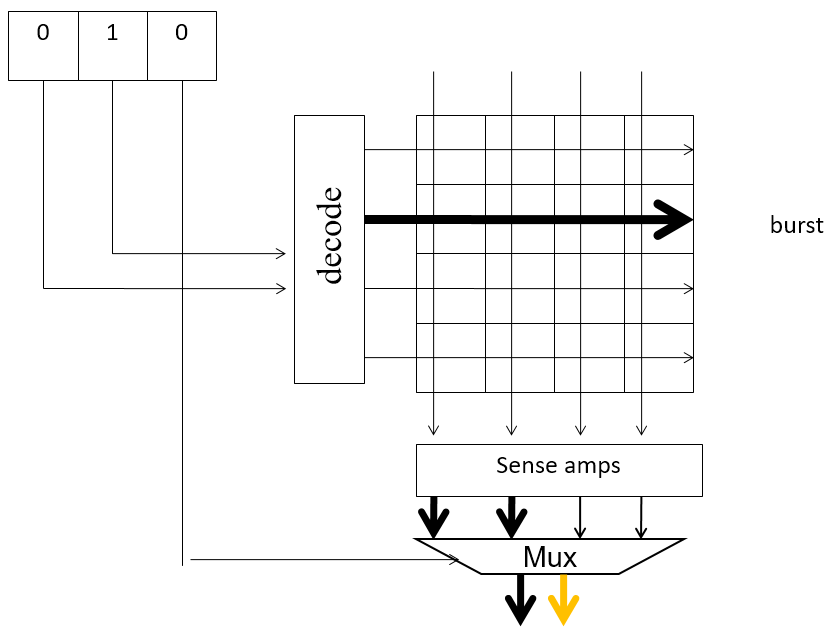 0 1 0
decode
burst
Sense amps
Mux